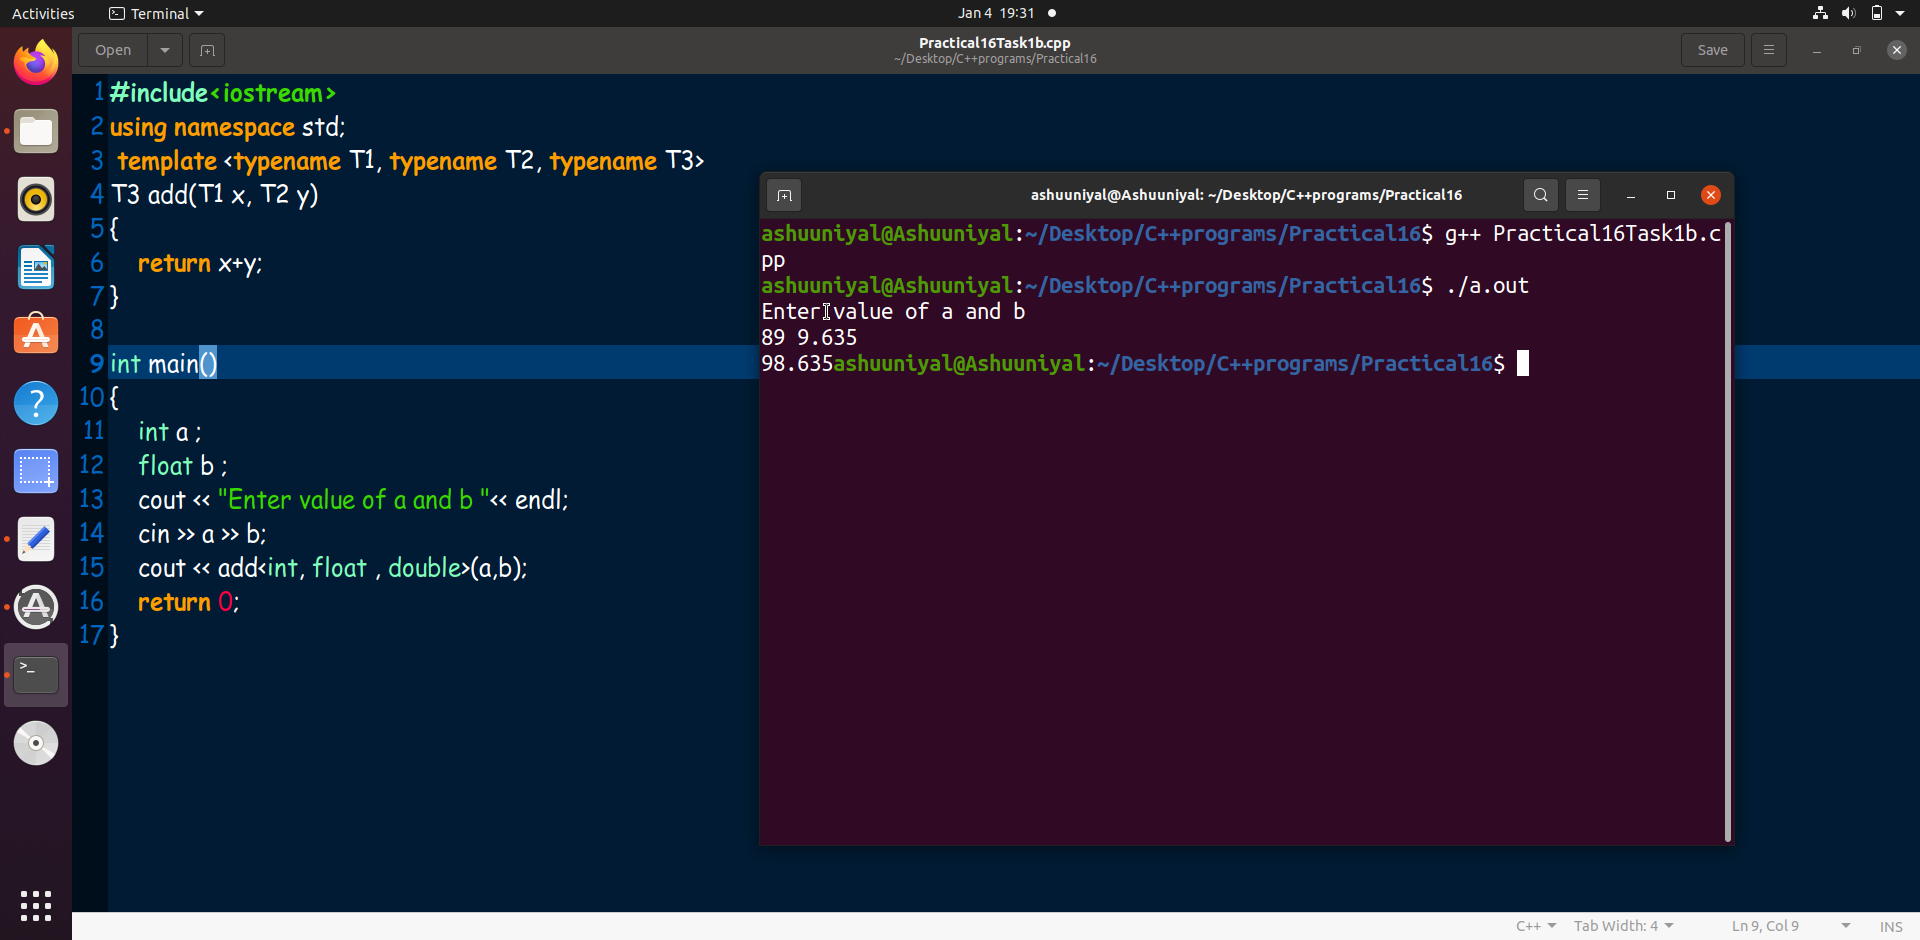 Activities
Terminal
Jan 4 19:31
Open
Practical16Task1b.cpp
~/Desktop/C++programs/Practical16
Save
1 #include<iostream>
2 using namespace std;
3 template <typename T1, typename T2, typename T3>
4 T3 add(T1 x, T2 y)
5 {
6 return x+y;
7 }
8
9 int main()
10 {
11 int a ;
12 float b ;
13 cout << "Enter value of a and b "<< endl;
14 cin >> a >> b;
15 cout << add<int, float , double>(a,b);
16 return 0;
17 }
ashuuniyal@Ashuuniyal: ~/Desktop/C++programs/Practical16
ashuuniyal@Ashuuniyal:~/Desktop/C++programs/Practical16$ g++ Practical16Task1b.c
pp
ashuuniyal@Ashuuniyal:~/Desktop/C++programs/Practical16$ ./a.out
Enter value of a and b
89 9.635
98.635ashuuniyal@Ashuuniyal:~/Desktop/C++programs/Practical16$
C++
Tab Width: 4
Ln 9, Col 9
INS